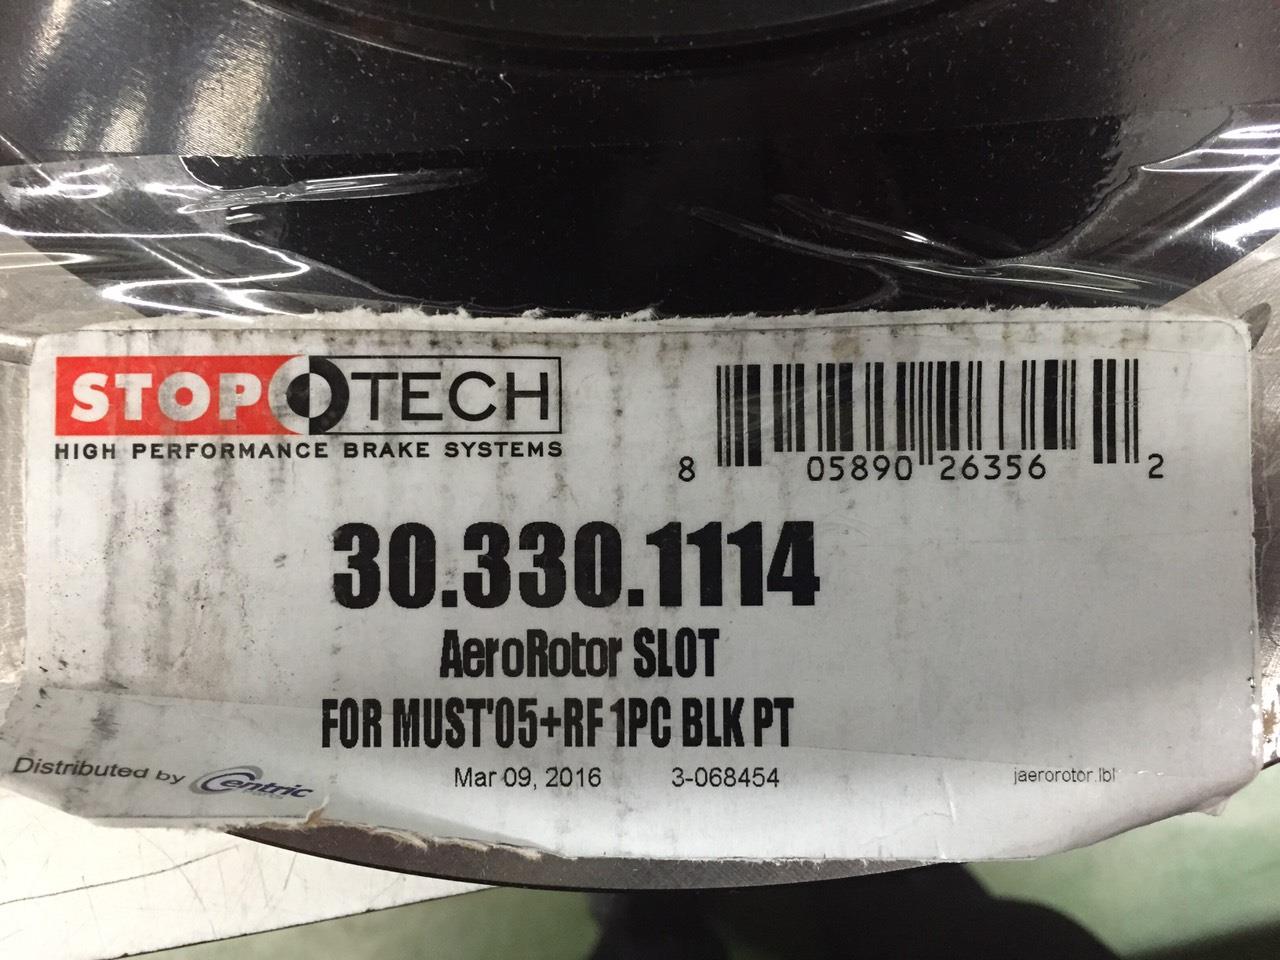 STOPTECH
HIGH PERFORMANCE BRAKE SYSTEMS
8 05890 26356 2
30.330.1114
AeroRotor SLOT
FOR MUST'05+RF 1PC BLK PT
Distributed by Centric
Mar 09, 2016 3-068454 jaerorotor.lbl